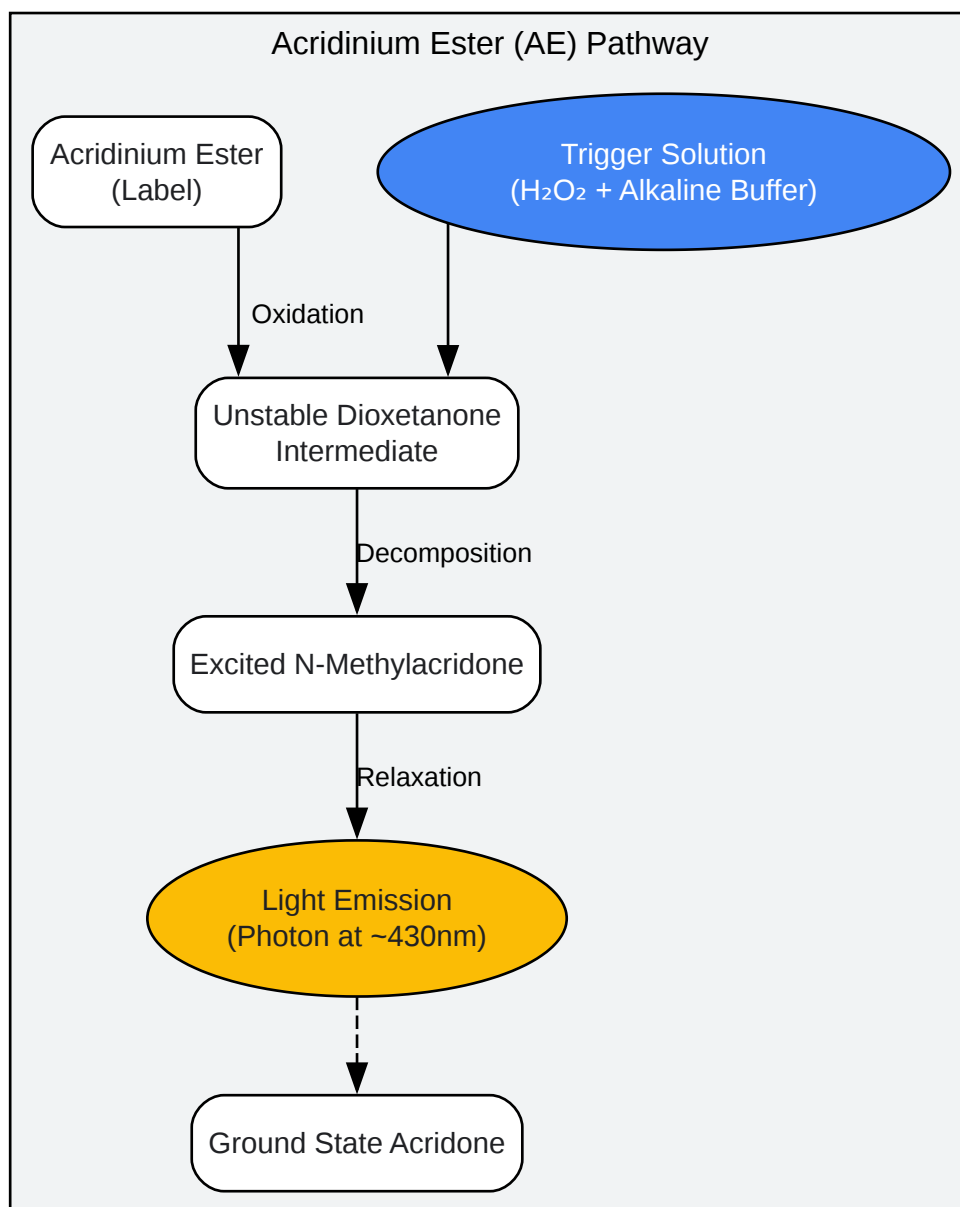 Acridinium Ester (AE) Pathway
Acridinium Ester
(Label)
Trigger Solution
(H₂O₂ + Alkaline Buffer)
Oxidation
Unstable Dioxetanone
Intermediate
Decomposition
Excited N-Methylacridone
Relaxation
Light Emission
(Photon at ~430nm)
Ground State Acridone